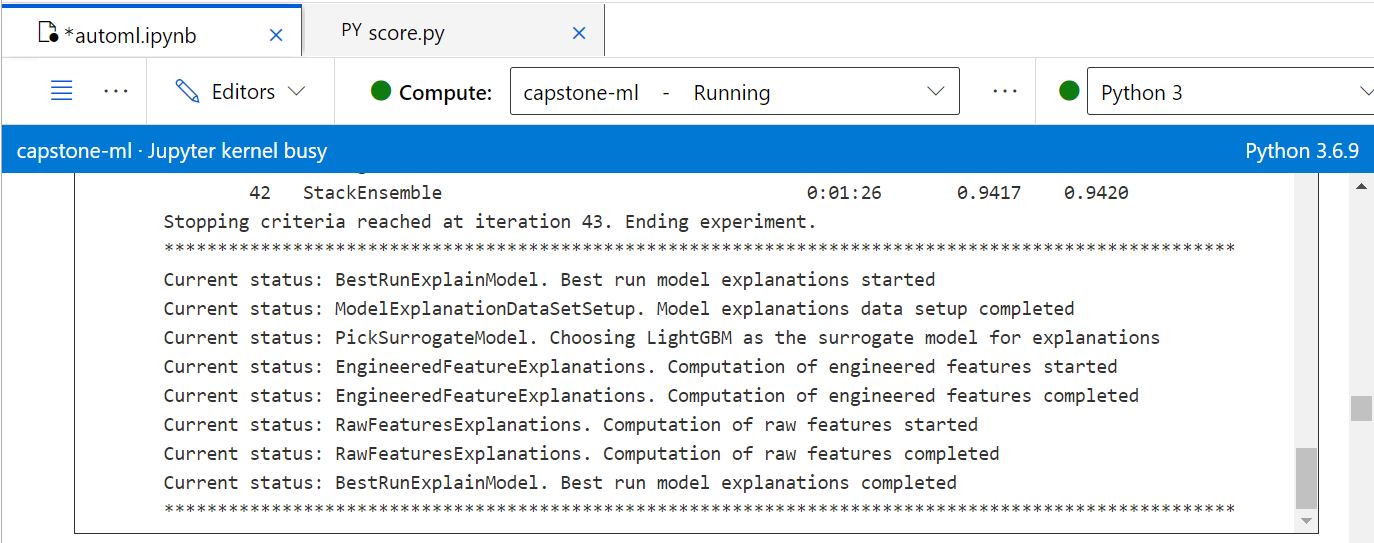 *automl.ipynb
PY score.py
Editors
Compute:
capstone-ml - Running
Python 3
capstone-ml · Jupyter kernel busy
Python 3.6.9
42 StackEnsemble 0:01:26 0.9417 0.9420
Stopping criteria reached at iteration 43. Ending experiment.
****************************************************************************************************
Current status: BestRunExplainModel. Best run model explanations started
Current status: ModelExplanationDataSetSetup. Model explanations data setup completed
Current status: PickSurrogateModel. Choosing LightGBM as the surrogate model for explanations
Current status: EngineeredFeatureExplanations. Computation of engineered features started
Current status: EngineeredFeatureExplanations. Computation of engineered features completed
Current status: RawFeaturesExplanations. Computation of raw features started
Current status: RawFeaturesExplanations. Computation of raw features completed
Current status: BestRunExplainModel. Best run model explanations completed
****************************************************************************************************